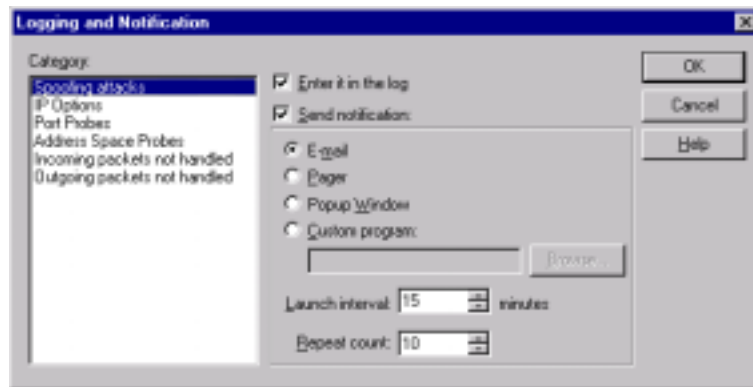 Logging and Notification
Category:
Spoofing attacks
IP Options
Port Probes
Address Space Probes
Incoming packets not handled
Outgoing packets not handled
Enter it in the log
Send notification:
E-mail
Pager
Popup Window
Custom program:
Browse...
Launch interval: 15 minutes
Repeat count: 10
OK
Cancel
Help